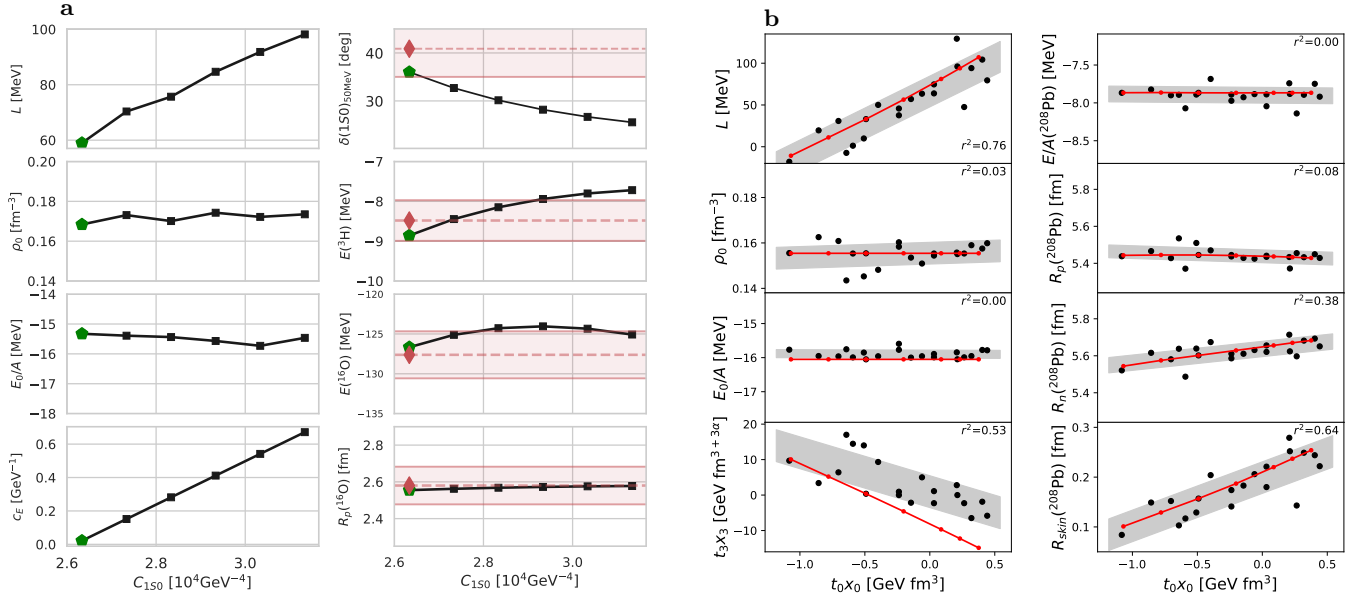 a
100
80
60
L [MeV]
0.20
0.18
0.16
0.14
ρ₀ [fm⁻³]
−14
−15
−16
−17
−18
E₀/A [MeV]
0.6
0.4
0.2
0.0
c_E [GeV⁻¹]
2.6 2.8 3.0
C₁S₀ [10⁴GeV⁻⁴]
40
30
δ(1S0)₅₀MeV [deg]
−7
−8
−9
−10
E(³H) [MeV]
−120
−125
−130
−135
E(¹⁶O) [MeV]
2.8
2.6
2.4
R_p(¹⁶O) [fm]
2.6 2.8 3.0
C₁S₀ [10⁴GeV⁻⁴]
b
100
50
0
L [MeV]
r²=0.76
0.18
0.16
0.14
ρ₀ [fm⁻³]
r²=0.03
−15
−16
−17
E₀/A [MeV]
r²=0.00
20
10
0
−10
t₃x₃ [GeV fm³⁺³ᵅ]
r²=0.53
−1.0 −0.5 0.0 0.5
t₀x₀ [GeV fm³]
−7.5
−8.0
−8.5
E/A(²⁰⁸Pb) [MeV]
r²=0.00
5.6
5.4
R_p(²⁰⁸Pb) [fm]
r²=0.08
5.8
5.6
5.4
R_n(²⁰⁸Pb) [fm]
r²=0.38
0.3
0.2
0.1
R_skin(²⁰⁸Pb) [fm]
r²=0.64
−1.0 −0.5 0.0 0.5
t₀x₀ [GeV fm³]